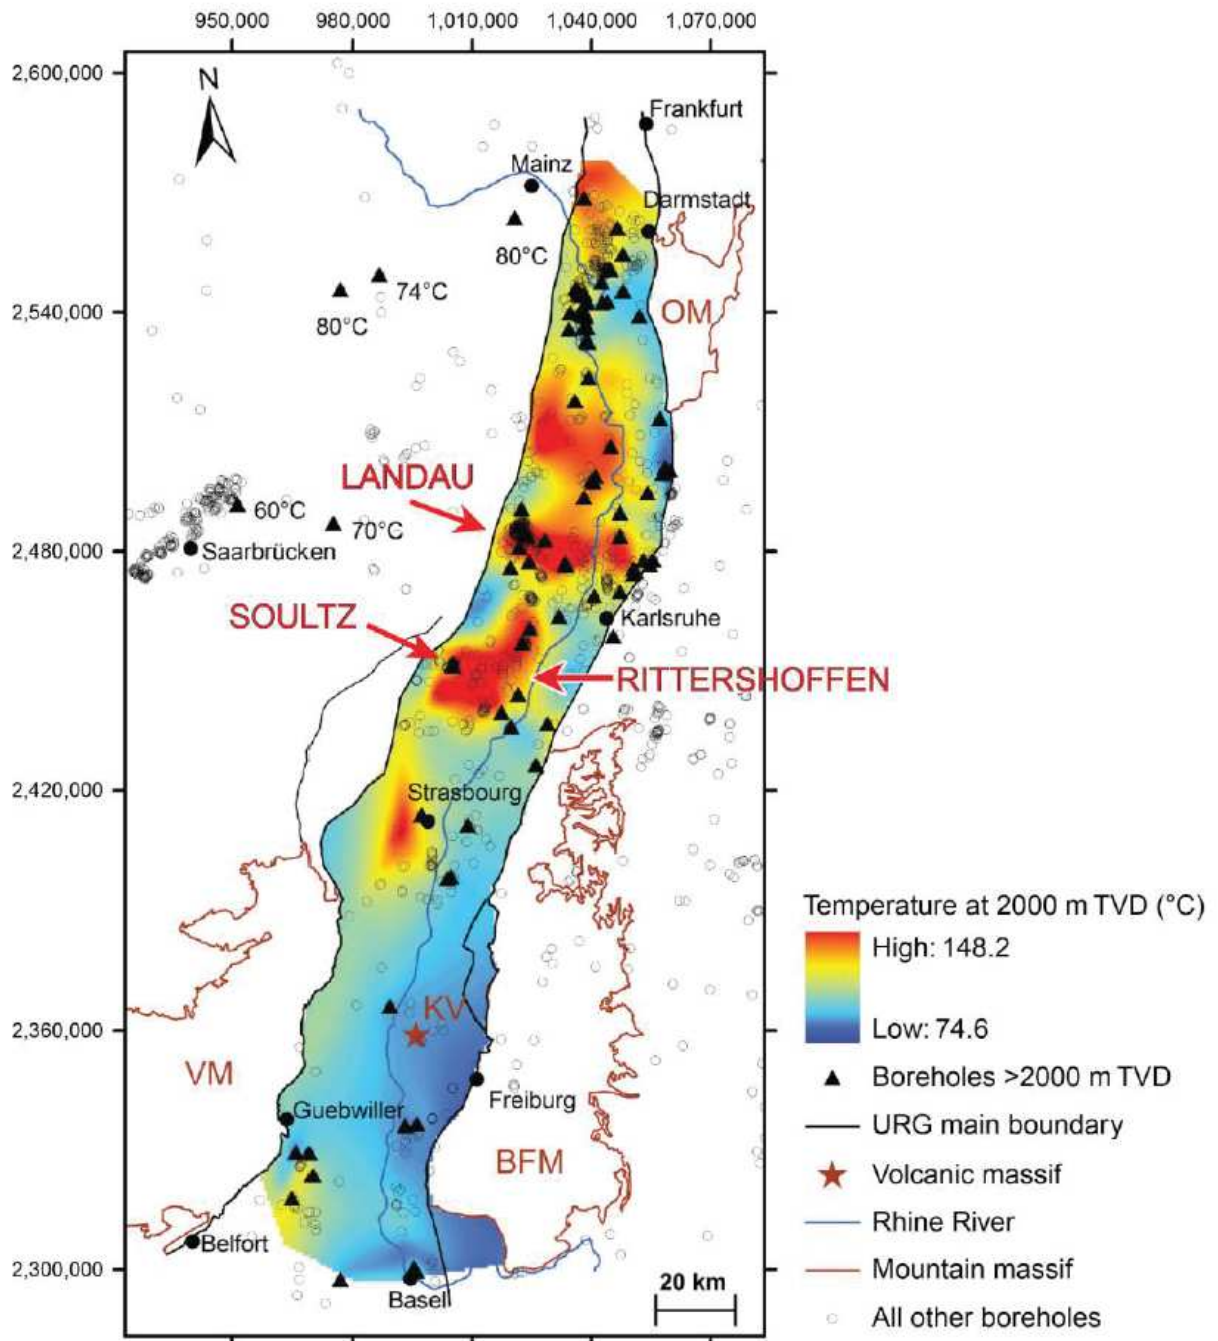 950,000 980,000 1,010,000 1,040,000 1,070,000
2,600,000
N
Frankfurt
Mainz
Darmstadt
80°C
74°C
80°C
2,540,000
OM
LANDAU
60°C
70°C
2,480,000
Saarbrücken
SOULTZ
Karlsruhe
RITTERSHOFFEN
2,420,000
Strasbourg
KV
2,360,000
VM
Freiburg
Guebwiller
BFM
Belfort
2,300,000
Basel
20 km
Temperature at 2000 m TVD (°C)
High: 148.2
Low: 74.6
Boreholes >2000 m TVD
URG main boundary
Volcanic massif
Rhine River
Mountain massif
All other boreholes